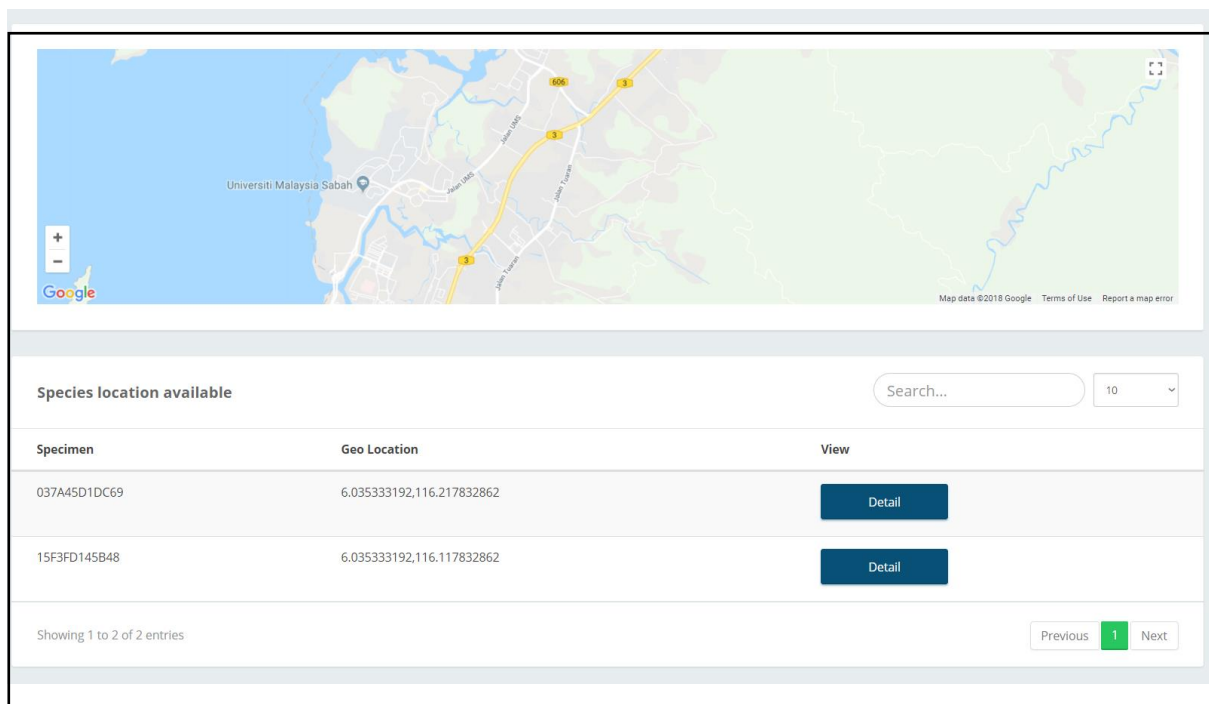 606
3
Jalan UMS
3
Universiti Malaysia Sabah
Jalan UMS
Jalan Tuaran
+
−
3
Jalan Tuaran
Google
Map data ©2018 Google Terms of Use Report a map error
Species location available
Search...
10
Specimen Geo Location View
037A45D1DC69 6.035333192,116.217832862 Detail
15F3FD145B48 6.035333192,116.117832862 Detail
Showing 1 to 2 of 2 entries
Previous 1 Next